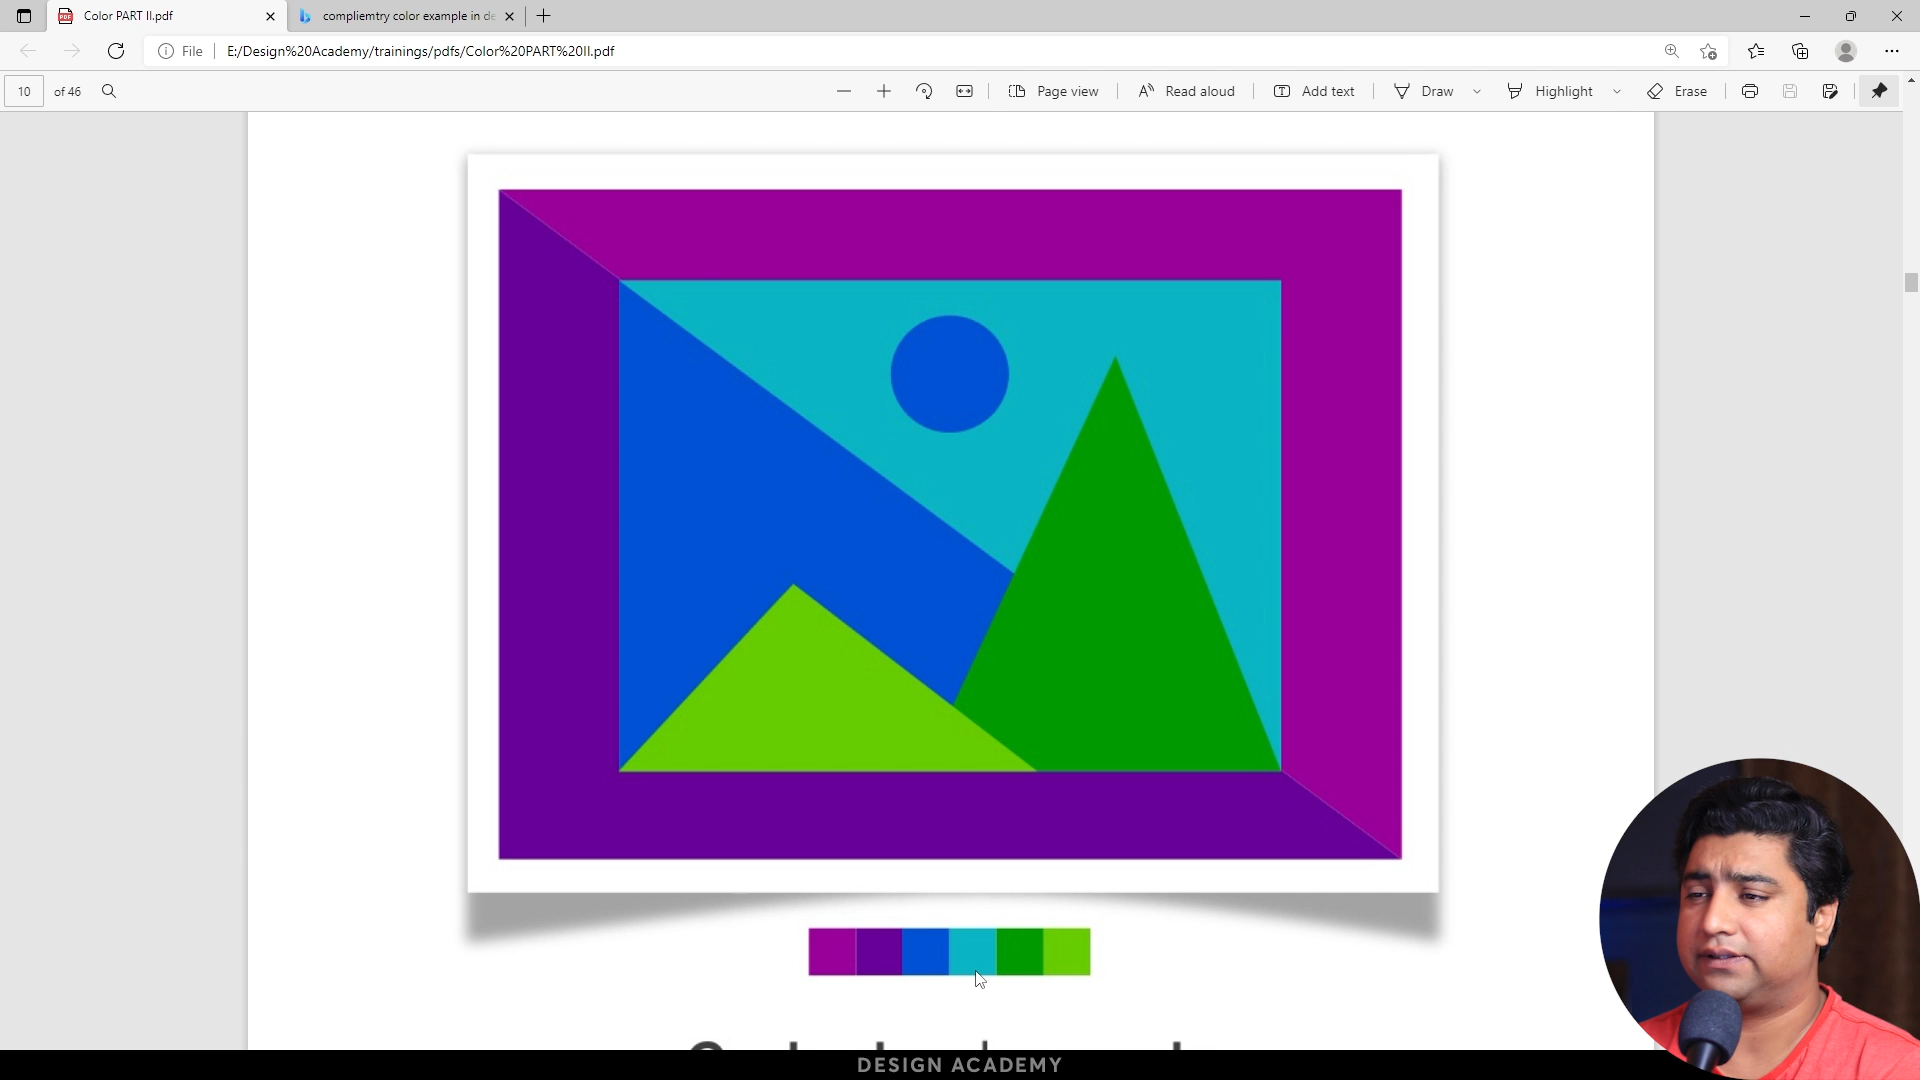 Color PART II.pdf
compliemtry color example in de
File
E:/Design%20Academy/trainings/pdfs/Color%20PART%20II.pdf
10 of 46
Page view
Read aloud
Add text
Draw
Highlight
Erase
DESIGN ACADEMY